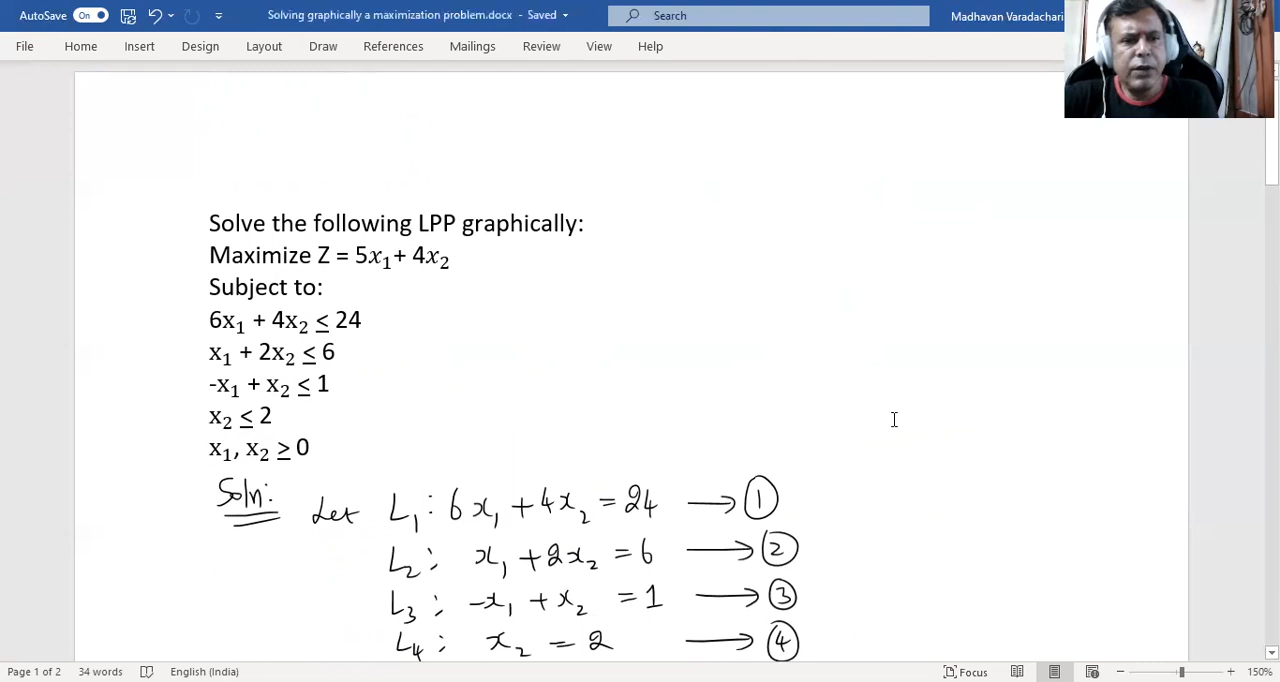 AutoSave On Solving graphically a maximization problem.docx - Saved Search Madhavan Varadachari
File Home Insert Draw Design Layout References Mailings Review View Help
Solve the following LPP graphically:
Maximize Z = 5x₁+ 4x₂
Subject to:
6x₁ + 4x₂ ≤ 24
x₁ + 2x₂ ≤ 6
-x₁ + x₂ ≤ 1
x₂ ≤ 2
x₁, x₂ ≥ 0
Soln: Let L₁: 6x₁ + 4x₂ = 24 → ①
L₂: x₁ + 2x₂ = 6 → ②
L₃: -x₁ + x₂ = 1 → ③
L₄: x₂ = 2 → ④
Page 1 of 2 34 words English (India) Focus 150%